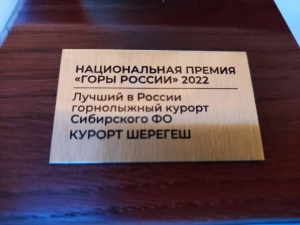 НАЦИОНАЛЬНАЯ ПРЕМИЯ
«ГОРЫ РОССИИ» 2022
Лучший в России
горнолыжный курорт
Сибирского ФО
КУРОРТ ШЕРЕГЕШ